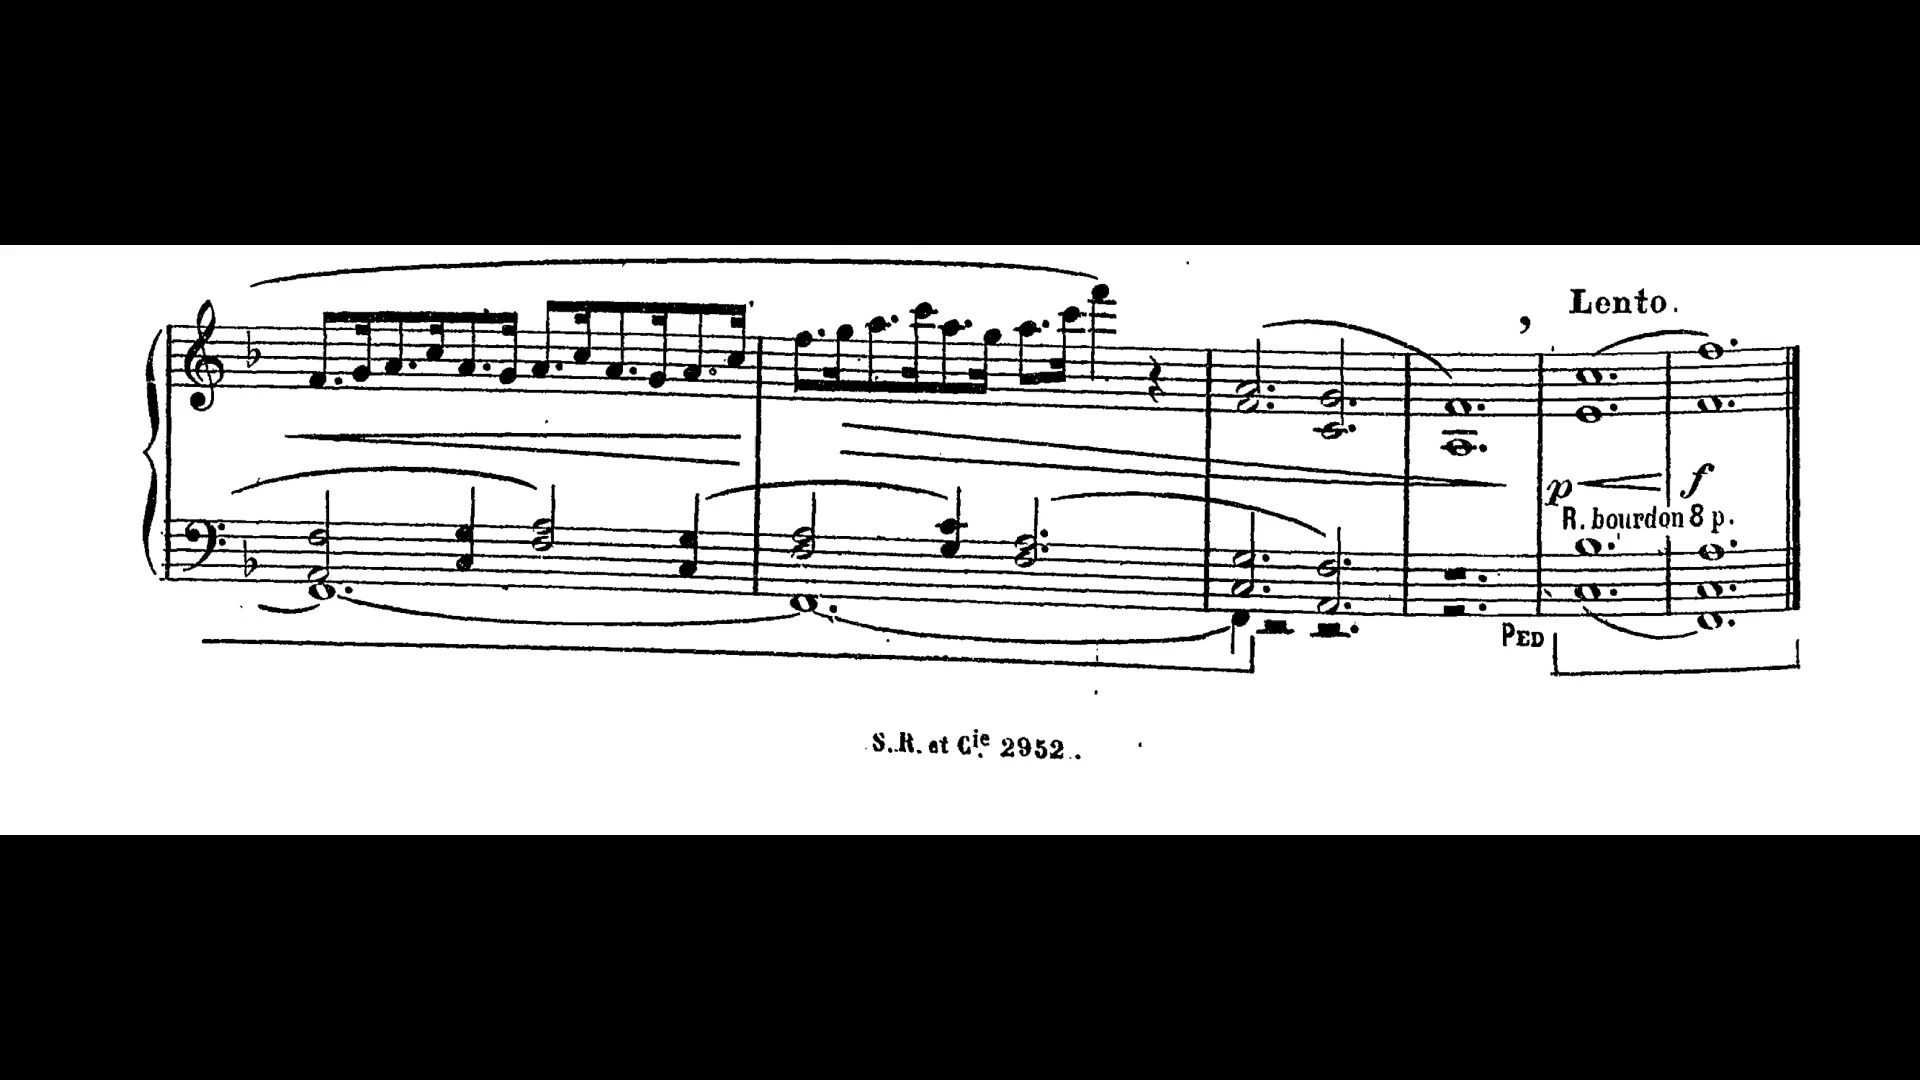 Lento.
p f
R. bourdon 8 p.
PED
S. R. et Cie. 2952.